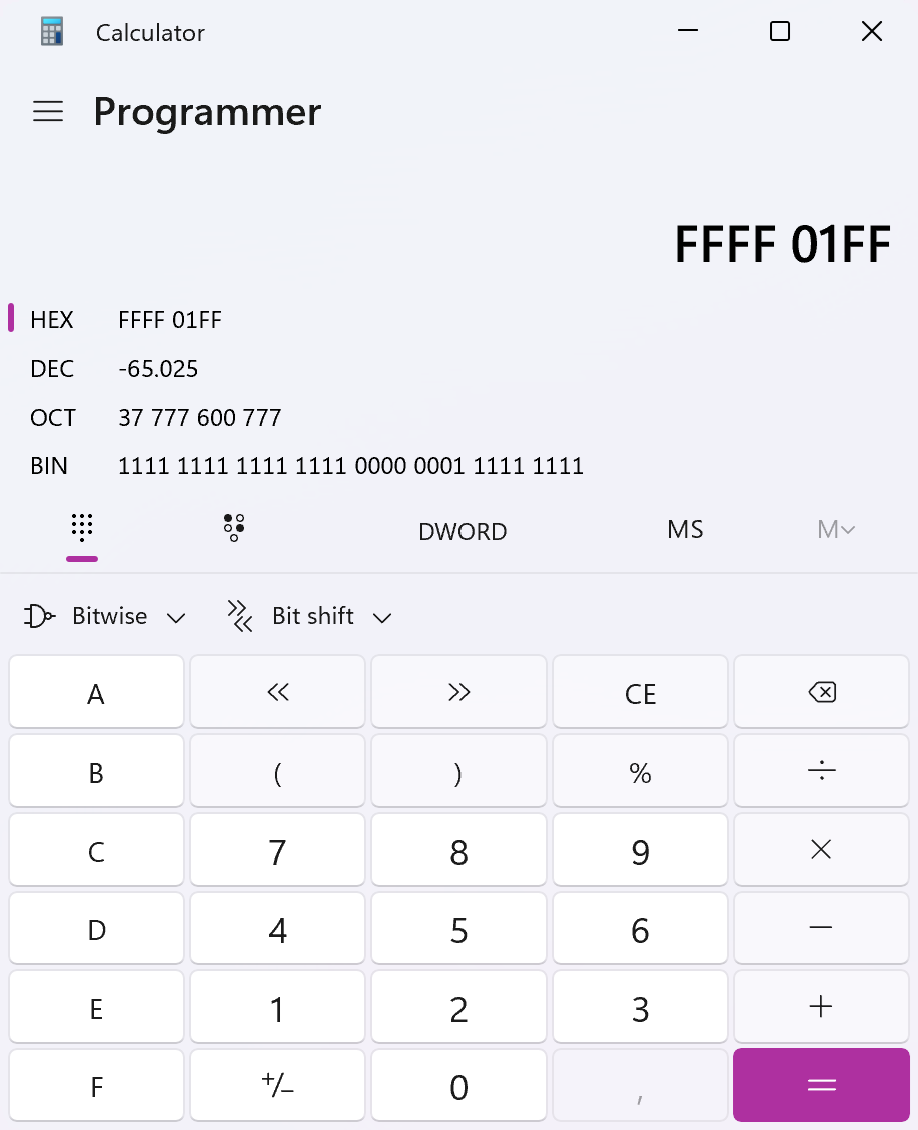 Calculator
Programmer
FFFF 01FF
HEX FFFF 01FF
DEC -65.025
OCT 37 777 600 777
BIN 1111 1111 1111 1111 0000 0001 1111 1111
DWORD MS M
Bitwise Bit shift
A « » CE
B ( ) % ÷
C 7 8 9 ×
D 4 5 6 −
E 1 2 3 +
F +/− 0 , =